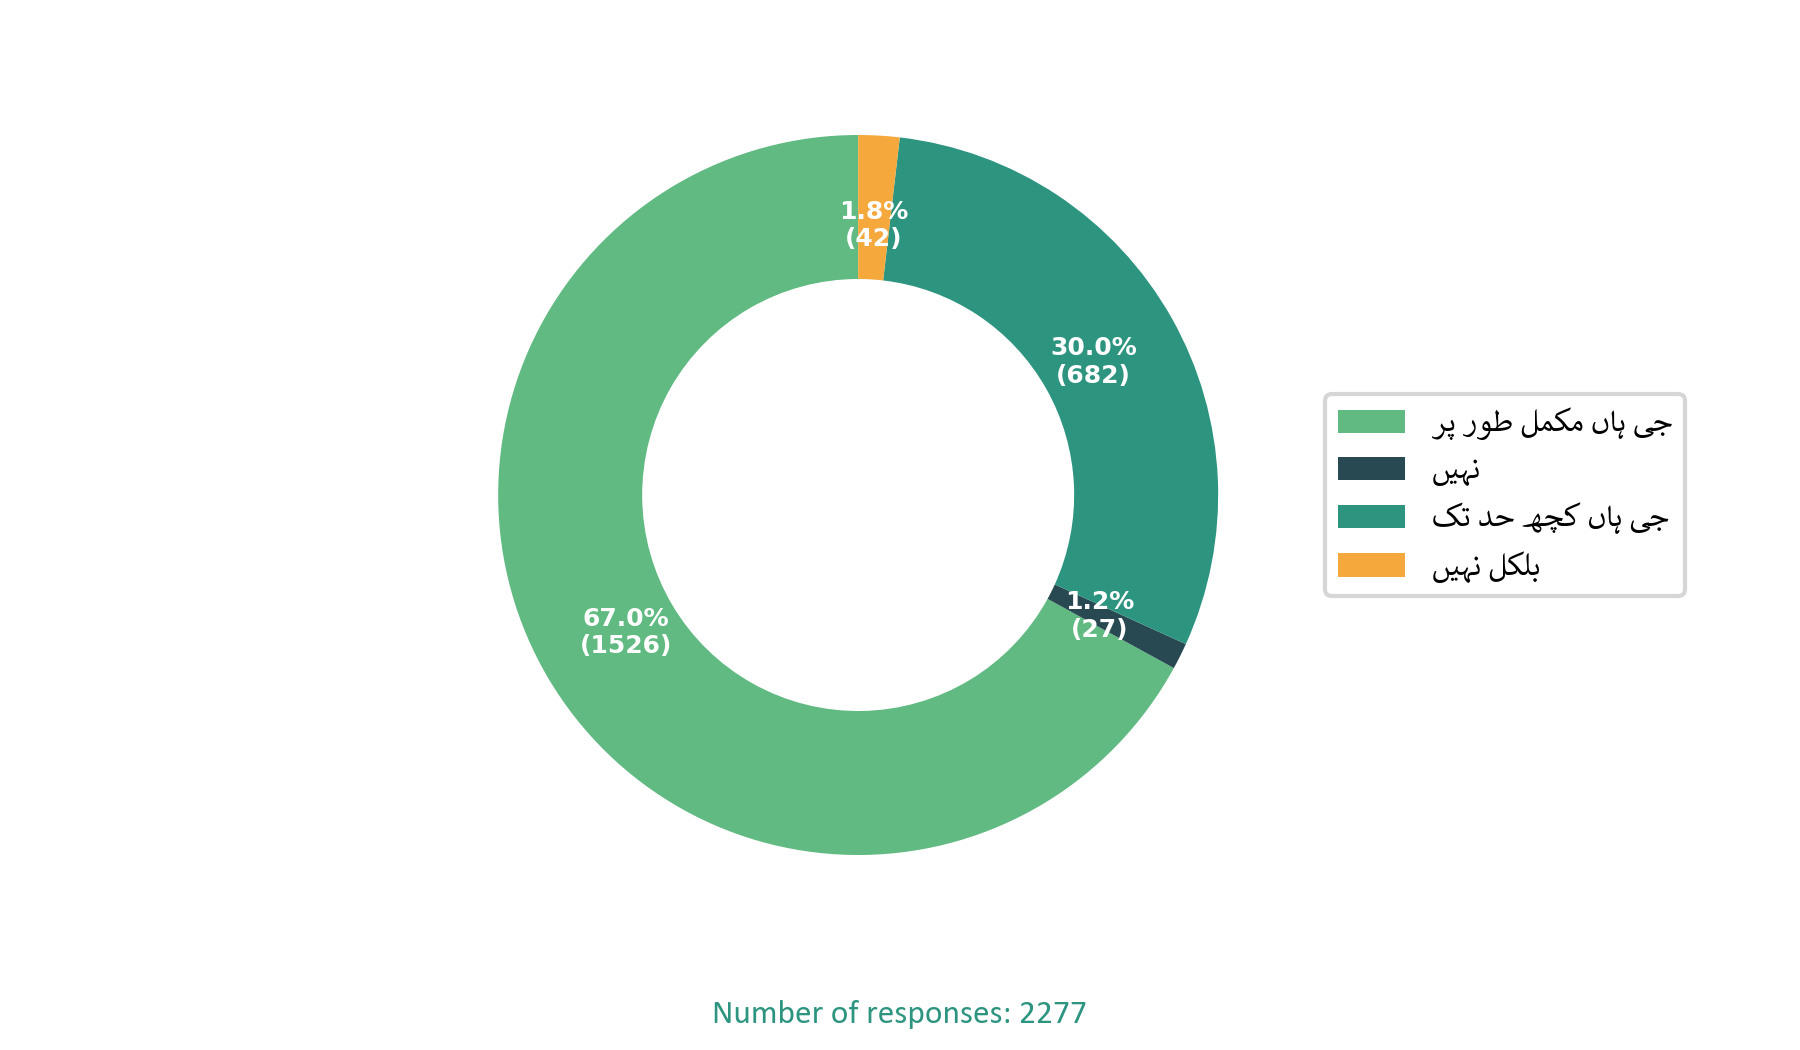 1.8%
(42)
30.0%
(682)
1.2%
(27)
67.0%
(1526)
جی ہاں مکمل طور پر
نہیں
جی ہاں کچھ حد تک
بلکل نہیں
Number of responses: 2277